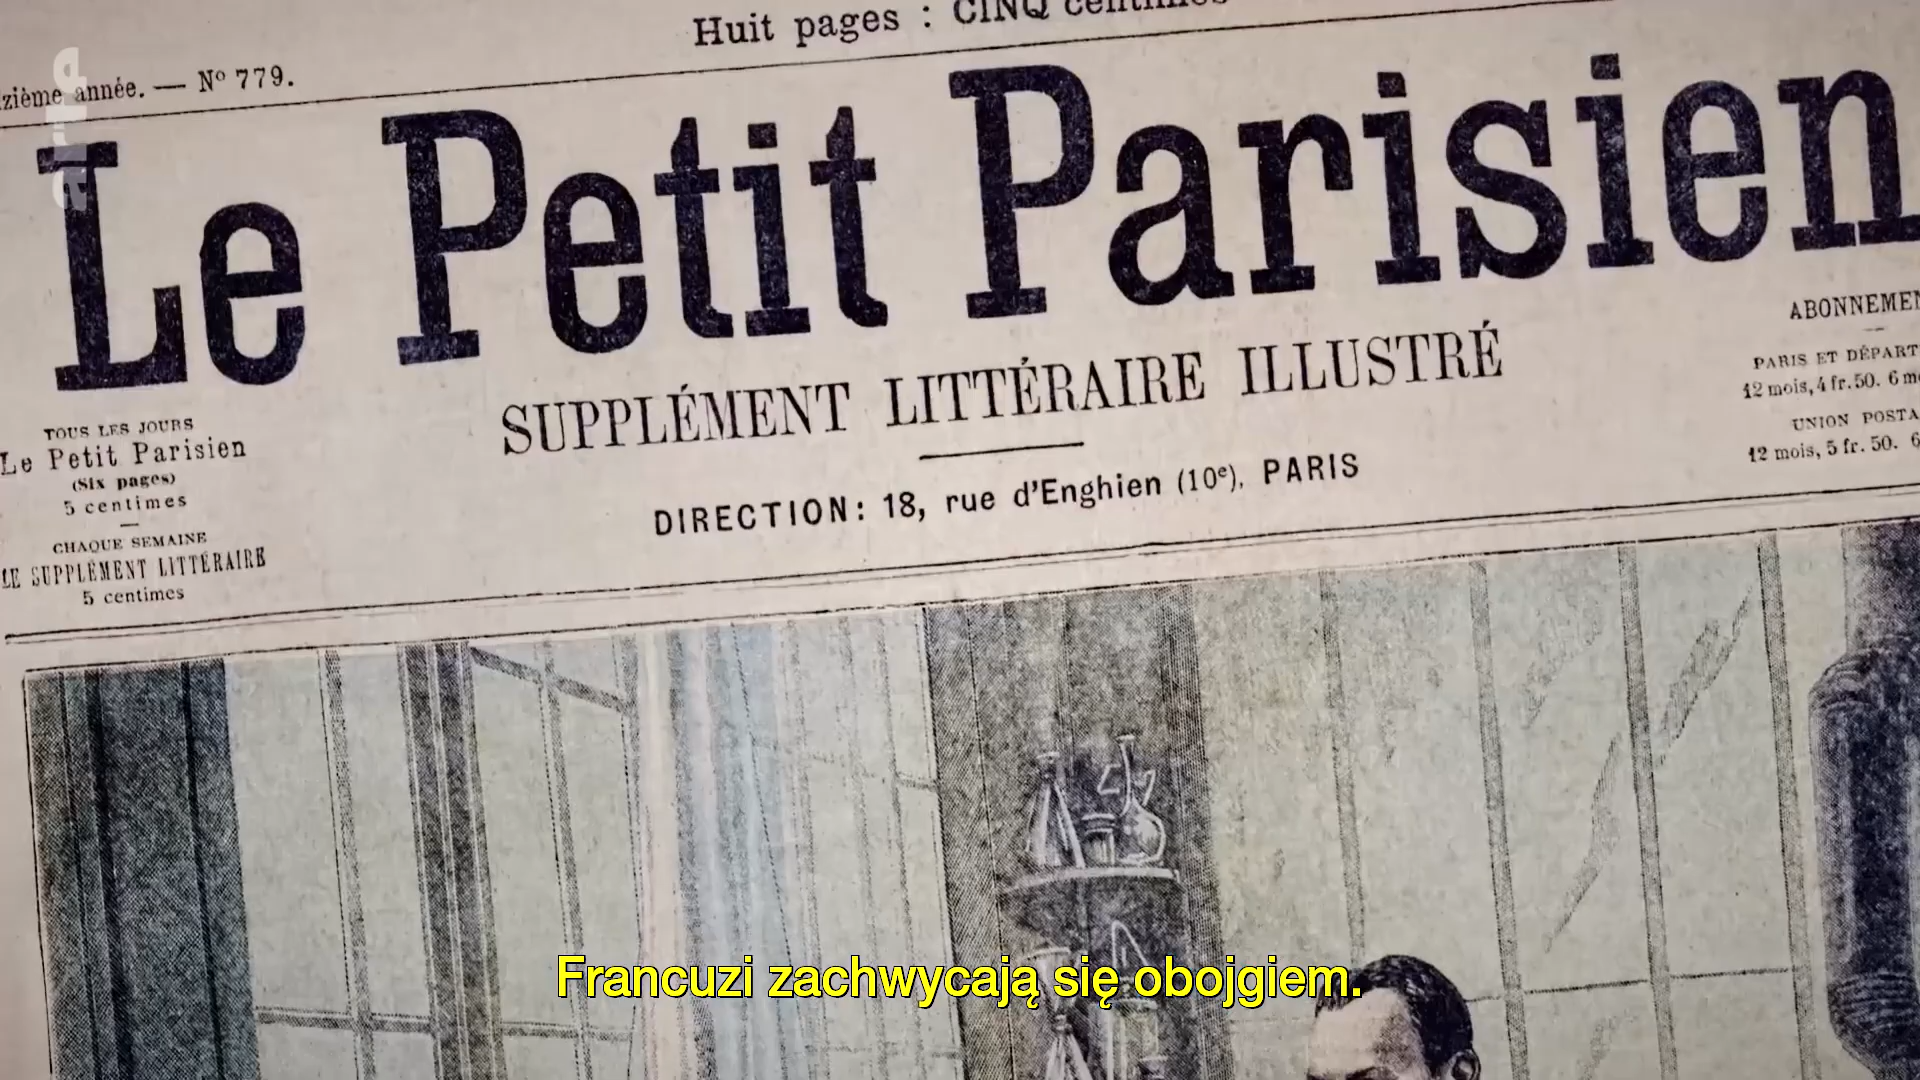 Huit pages : CINQ centimes
zième année. — Nº 779.
arte
Le Petit Parisien
SUPPLÉMENT LITTÉRAIRE ILLUSTRÉ
DIRECTION: 18, rue d'Enghien (10e), PARIS
TOUS LES JOURS
Le Petit Parisien
(Six pages)
5 centimes
CHAQUE SEMAINE
LE SUPPLÉMENT LITTÉRAIRE
5 centimes
ABONNEMEN
PARIS ET DÉPART
12 mois, 4 fr. 50. 6 mo
UNION POSTA
12 mois, 5 fr. 50. 6
Francuzi zachwycają się obojgiem.